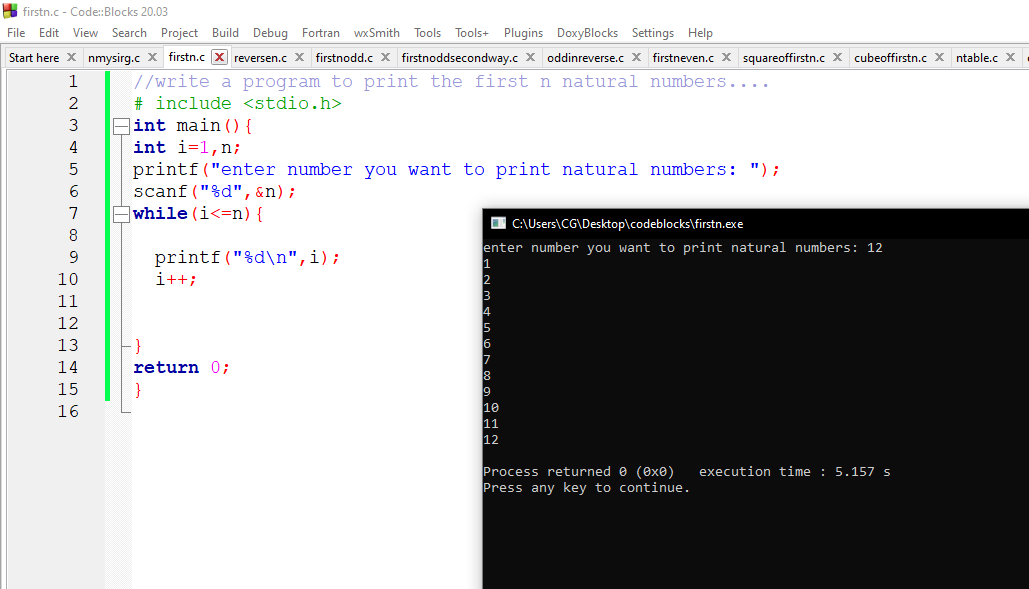 firstn.c - Code::Blocks 20.03
File Edit View Search Project Build Debug Fortran wxSmith Tools Tools+ Plugins DoxyBlocks Settings Help
Start here nmysirg.c firstn.c reversen.c firstnodd.c firstnoddsecondway.c oddinreverse.c firstneven.c squareoffirstn.c cubeoffirstn.c ntable.c
1 //write a program to print the first n natural numbers....
2 # include <stdio.h>
3 int main(){
4 int i=1,n;
5 printf("enter number you want to print natural numbers: ");
6 scanf("%d",&n);
7 while(i<=n){
8
9 printf("%d\n",i);
10 i++;
11
12
13 }
14 return 0;
15 }
16
C:\Users\CG\Desktop\codeblocks\firstn.exe
enter number you want to print natural numbers: 12
1
2
3
4
5
6
7
8
9
10
11
12
Process returned 0 (0x0) execution time : 5.157 s
Press any key to continue.